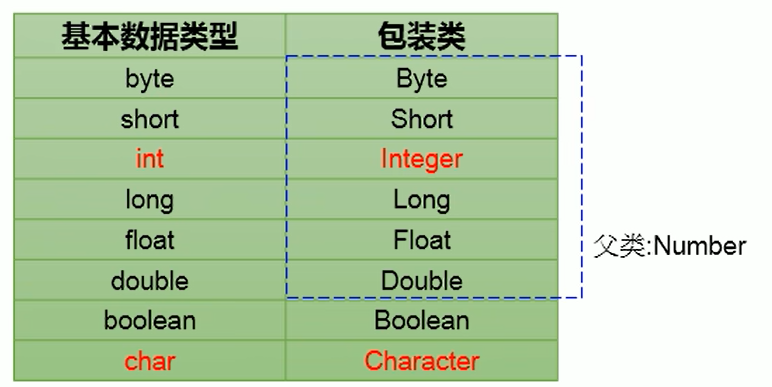 基本数据类型 包装类
byte Byte
short Short
int Integer
long Long
float Float
父类:Number
double Double
boolean Boolean
char Character